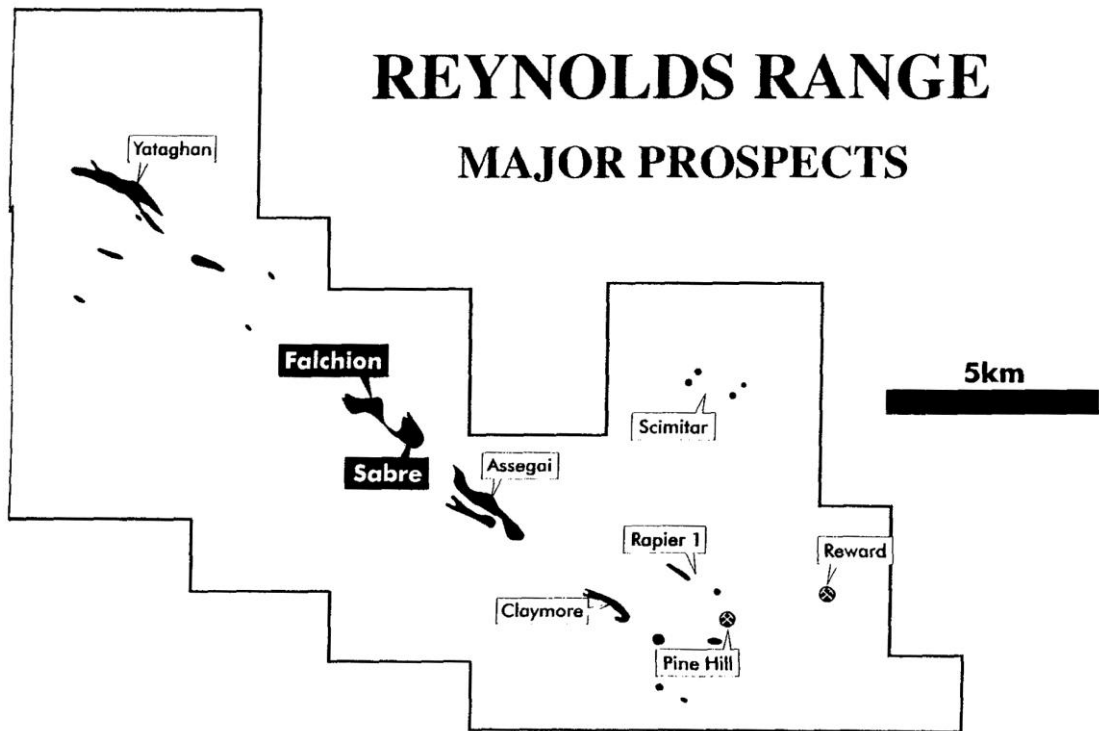 REYNOLDS RANGE
MAJOR PROSPECTS
Yataghan
Falchion
5km
Scimitar
Sabre
Assegai
Rapier 1
Reward
Claymore
Pine Hill